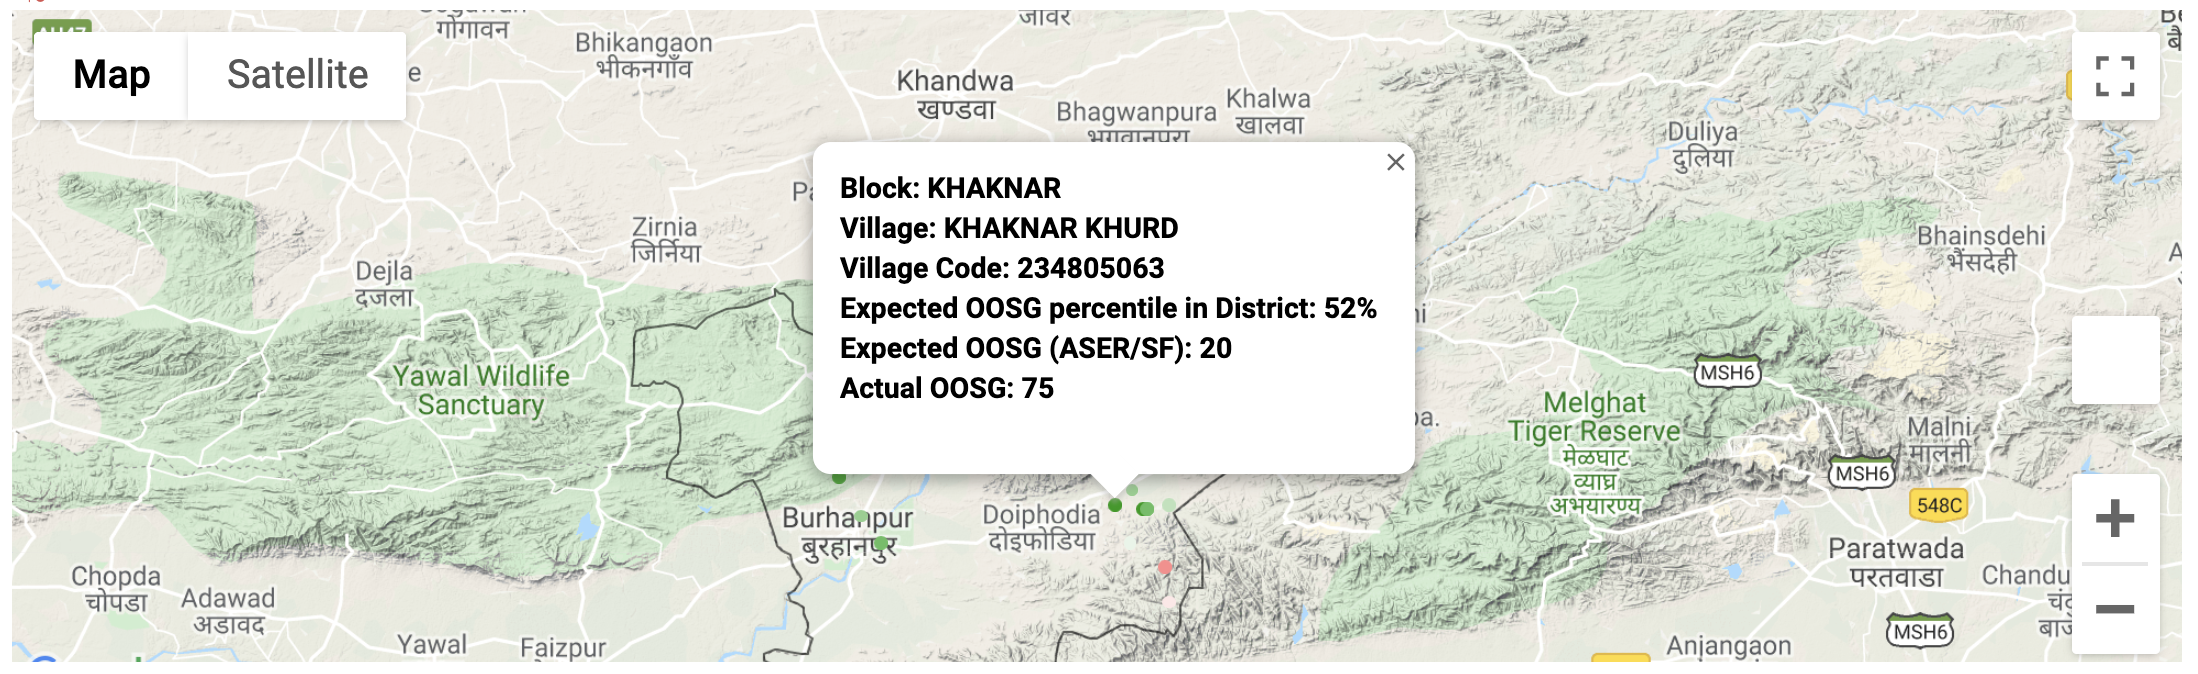 गोगावन
Bhikangaon
भीकनगाँव
जावर
Map
Satellite
e
Khandwa
खण्डवा
Bhagwanpura
भगवानपुरा
Khalwa
खालवा
Duliya
दुलिया
Block: KHAKNAR
Village: KHAKNAR KHURD
Village Code: 234805063
Expected OOSG percentile in District: 52%
Expected OOSG (ASER/SF): 20
Actual OOSG: 75
Zirnia
जिर्निया
Dejla
दजला
Bhainsdehi
भैंसदेही
Yawal Wildlife
Sanctuary
MSH6
Melghat
Tiger Reserve
मेळघाट
व्याघ्र
अभयारण्य
Malni
मालनी
MSH6
548C
Burhanpur
बुरहानपुर
Doiphodia
दोइफोडिया
Paratwada
परतवाडा
Chandu
Chopda
चोपडा
Adawad
अडावद
Yawal
Faizpur
MSH6
Anjangaon